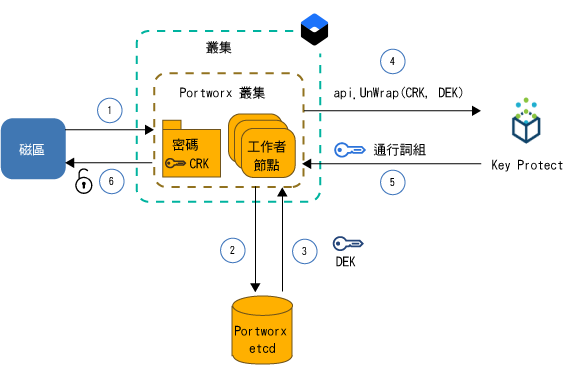 叢集
Portworx 叢集
密碼
CRK
工作者
節點
磁區
1
6
4
api.UnWrap(CRK, DEK)
通行詞組
5
Key Protect
2
3
DEK
Portworx
etcd